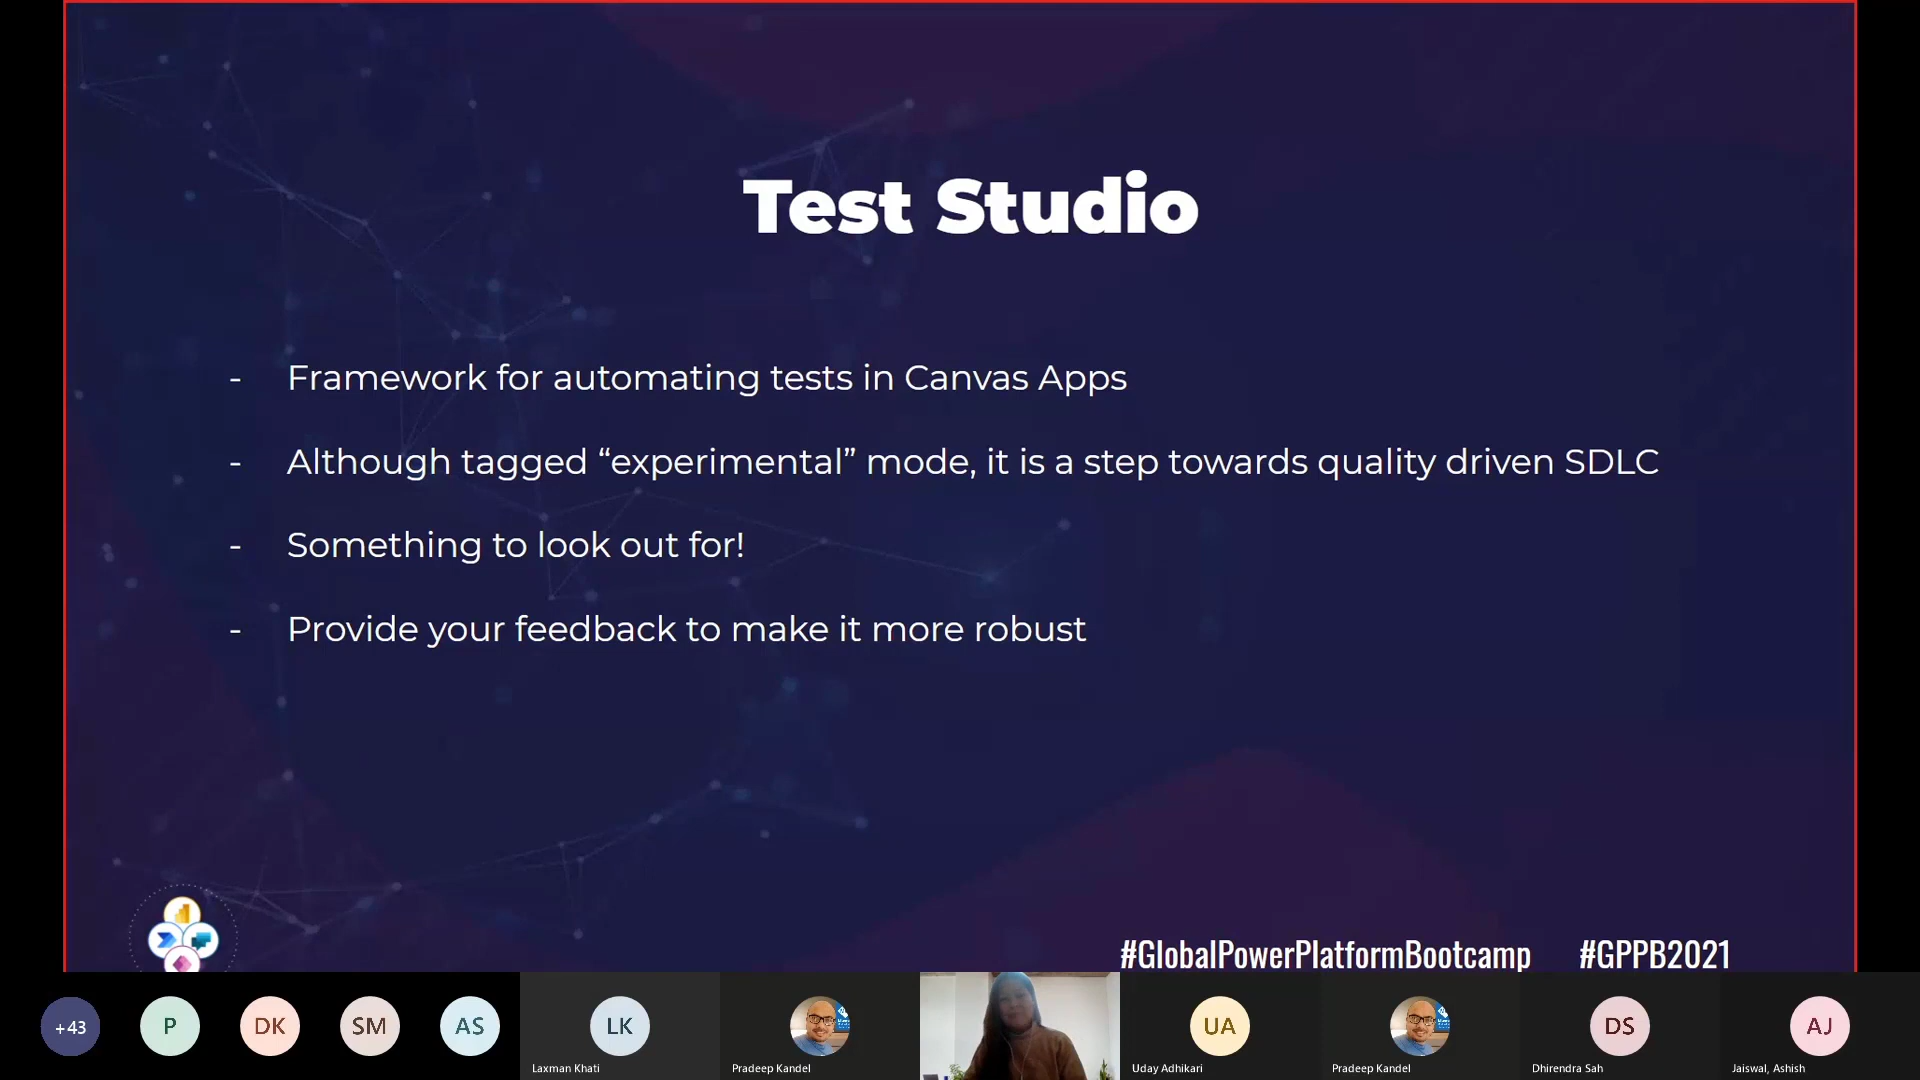 Test Studio
- Framework for automating tests in Canvas Apps
- Although tagged “experimental” mode, it is a step towards quality driven SDLC
- Something to look out for!
- Provide your feedback to make it more robust
#GlobalPowerPlatformBootcamp #GPPB2021
+43 P DK SM AS LK UA DS AJ
Laxman Khati Pradeep Kandel Uday Adhikari Pradeep Kandel Dhirendra Sah Jaiswal, Ashish